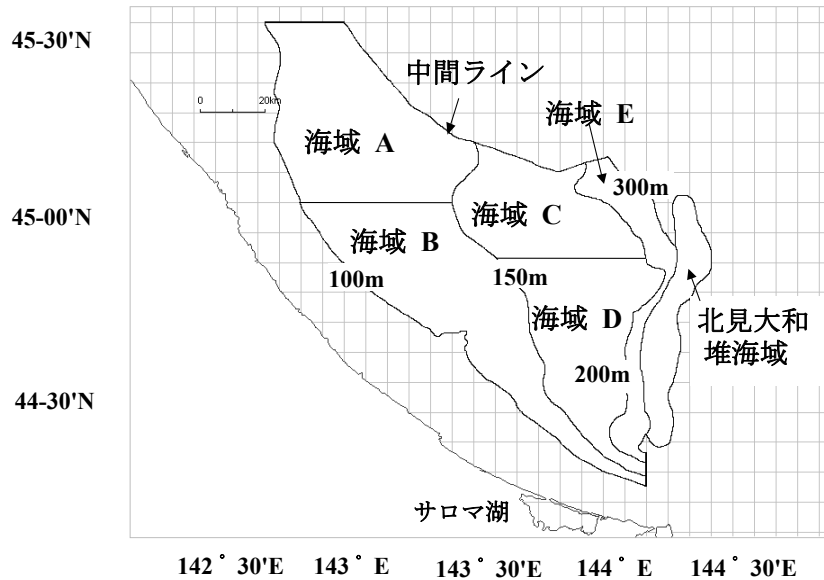 45-30'N
中間ライン
0 20km
海域 E
海域 A
300m
45-00'N
海域 C
海域 B
100m
150m
海域 D
北見大和
堆海域
200m
44-30'N
サロマ湖
142° 30'E 143° E 143° 30'E 144° E 144° 30'E